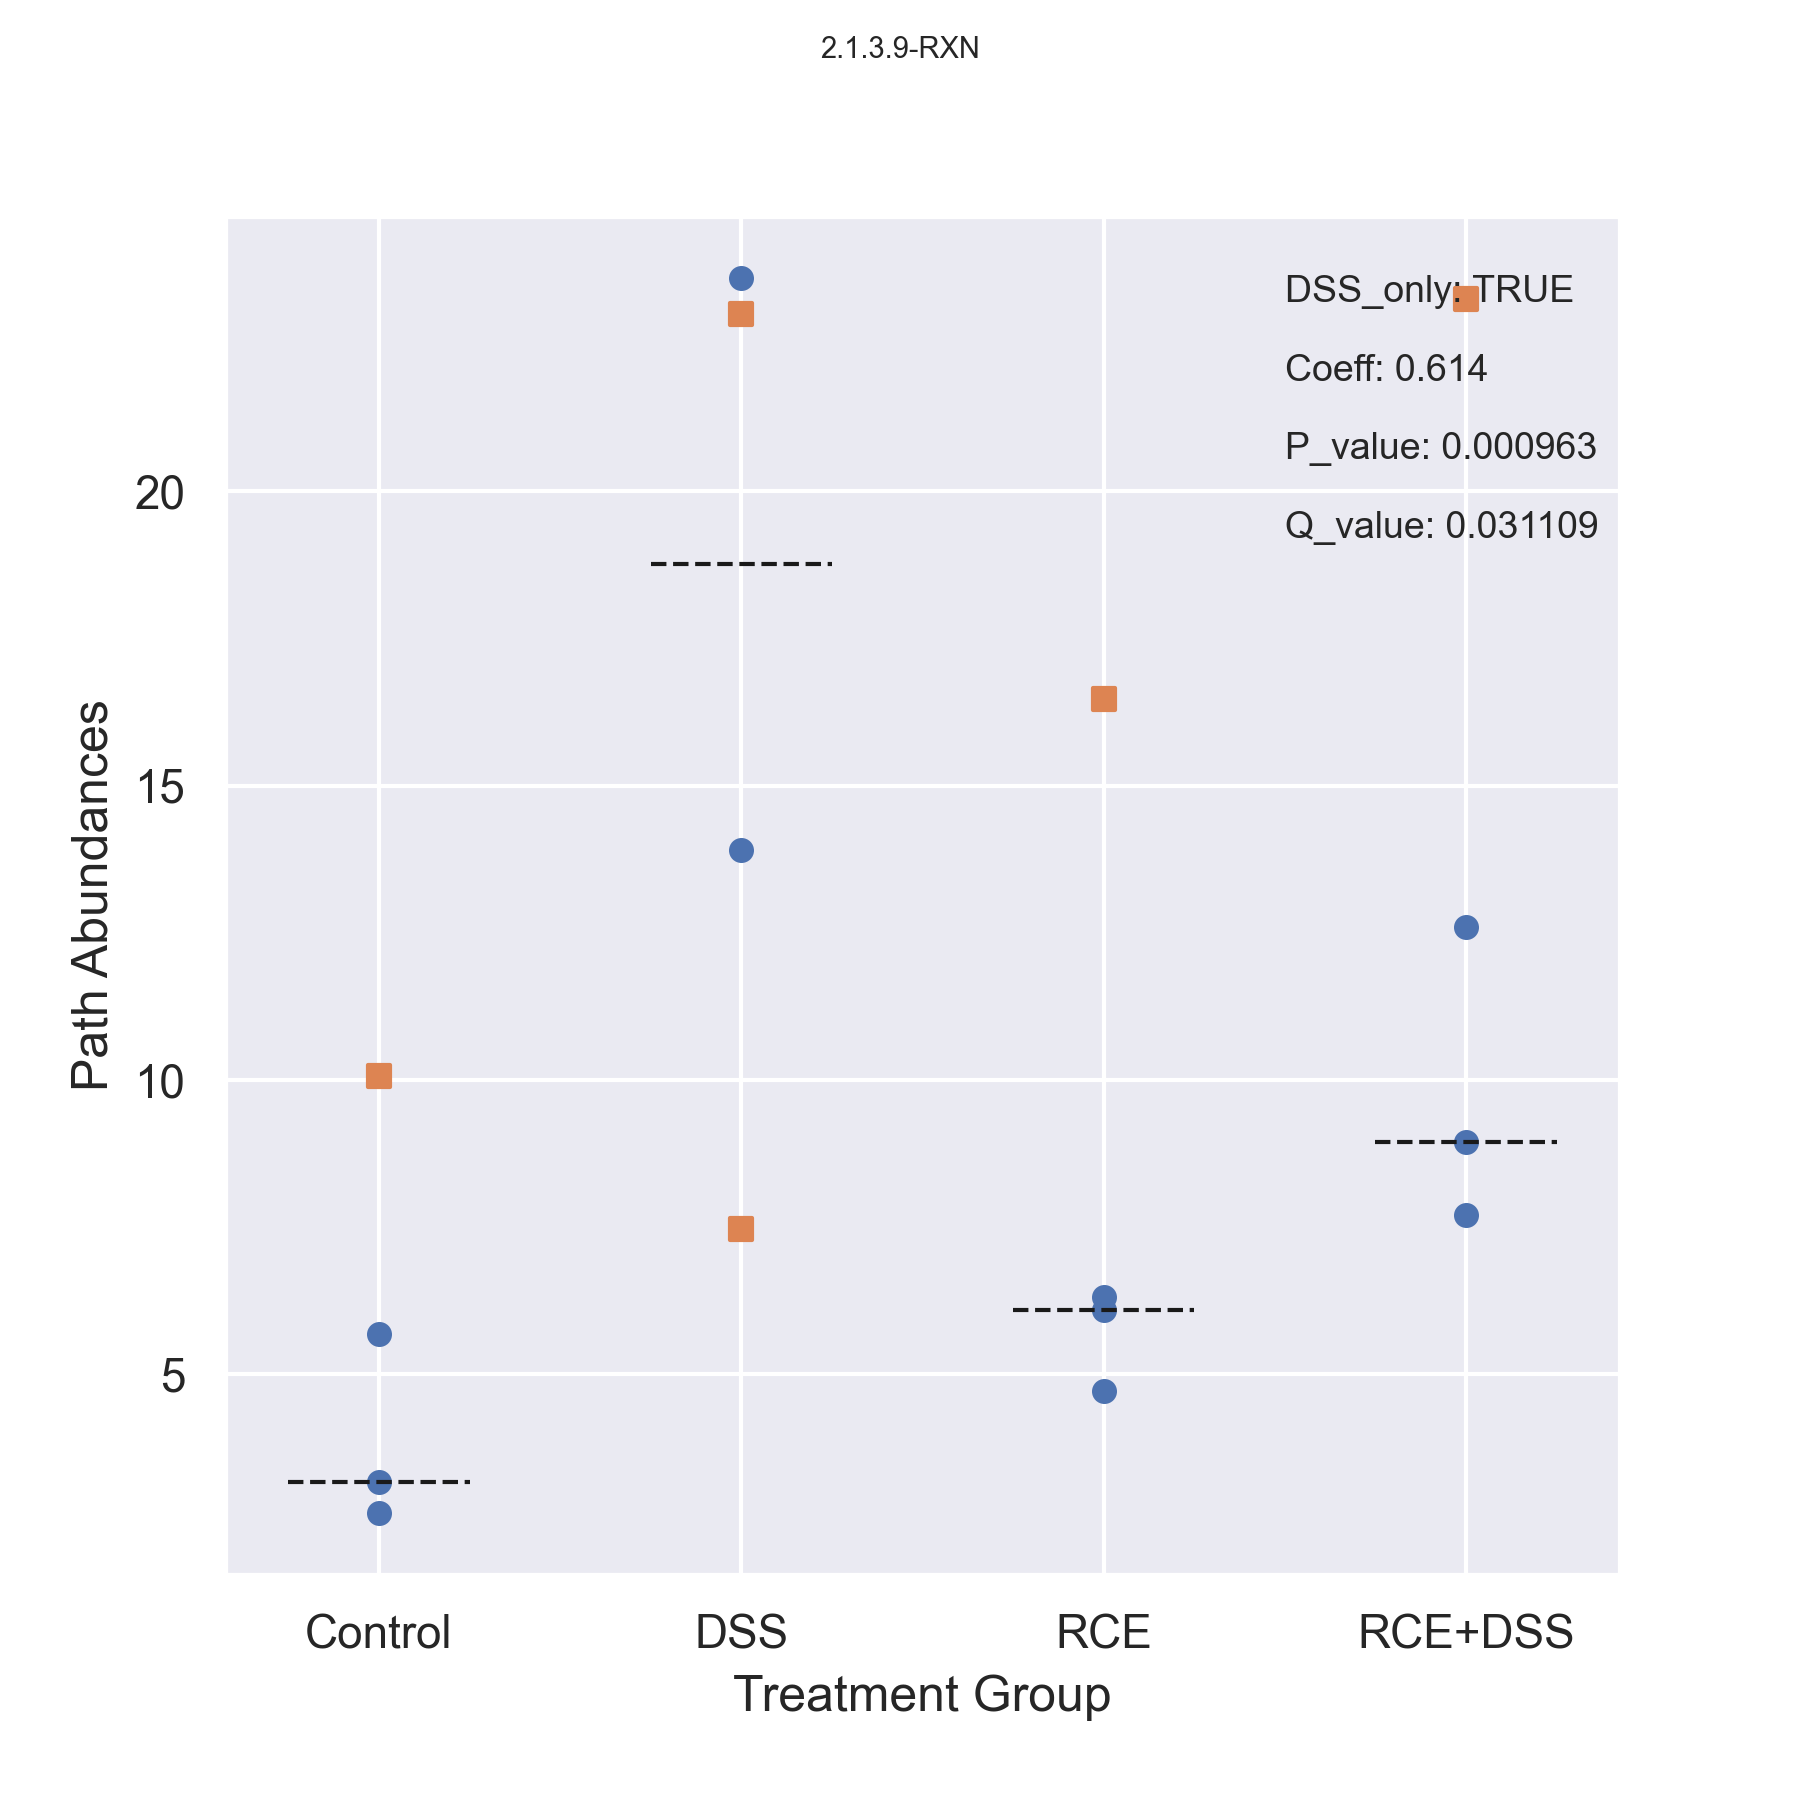 2.1.3.9-RXN
DSS_only: TRUE
Coeff: 0.614
P_value: 0.000963
Q_value: 0.031109
20
15
10
5
Path Abundances
Control
DSS
RCE
RCE+DSS
Treatment Group